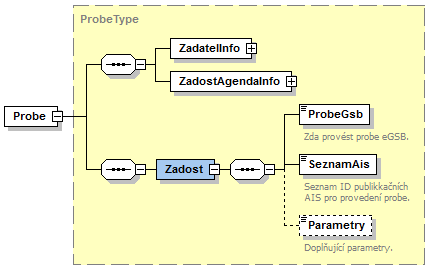 ProbeType
ZadatelInfo
ZadostAgendaInfo
Probe
ProbeGsb
Zda provést probe eGSB.
Zadost
SeznamAis
Seznam ID publikkačních
AIS pro provedení probe.
Parametry
Doplňující parametry.